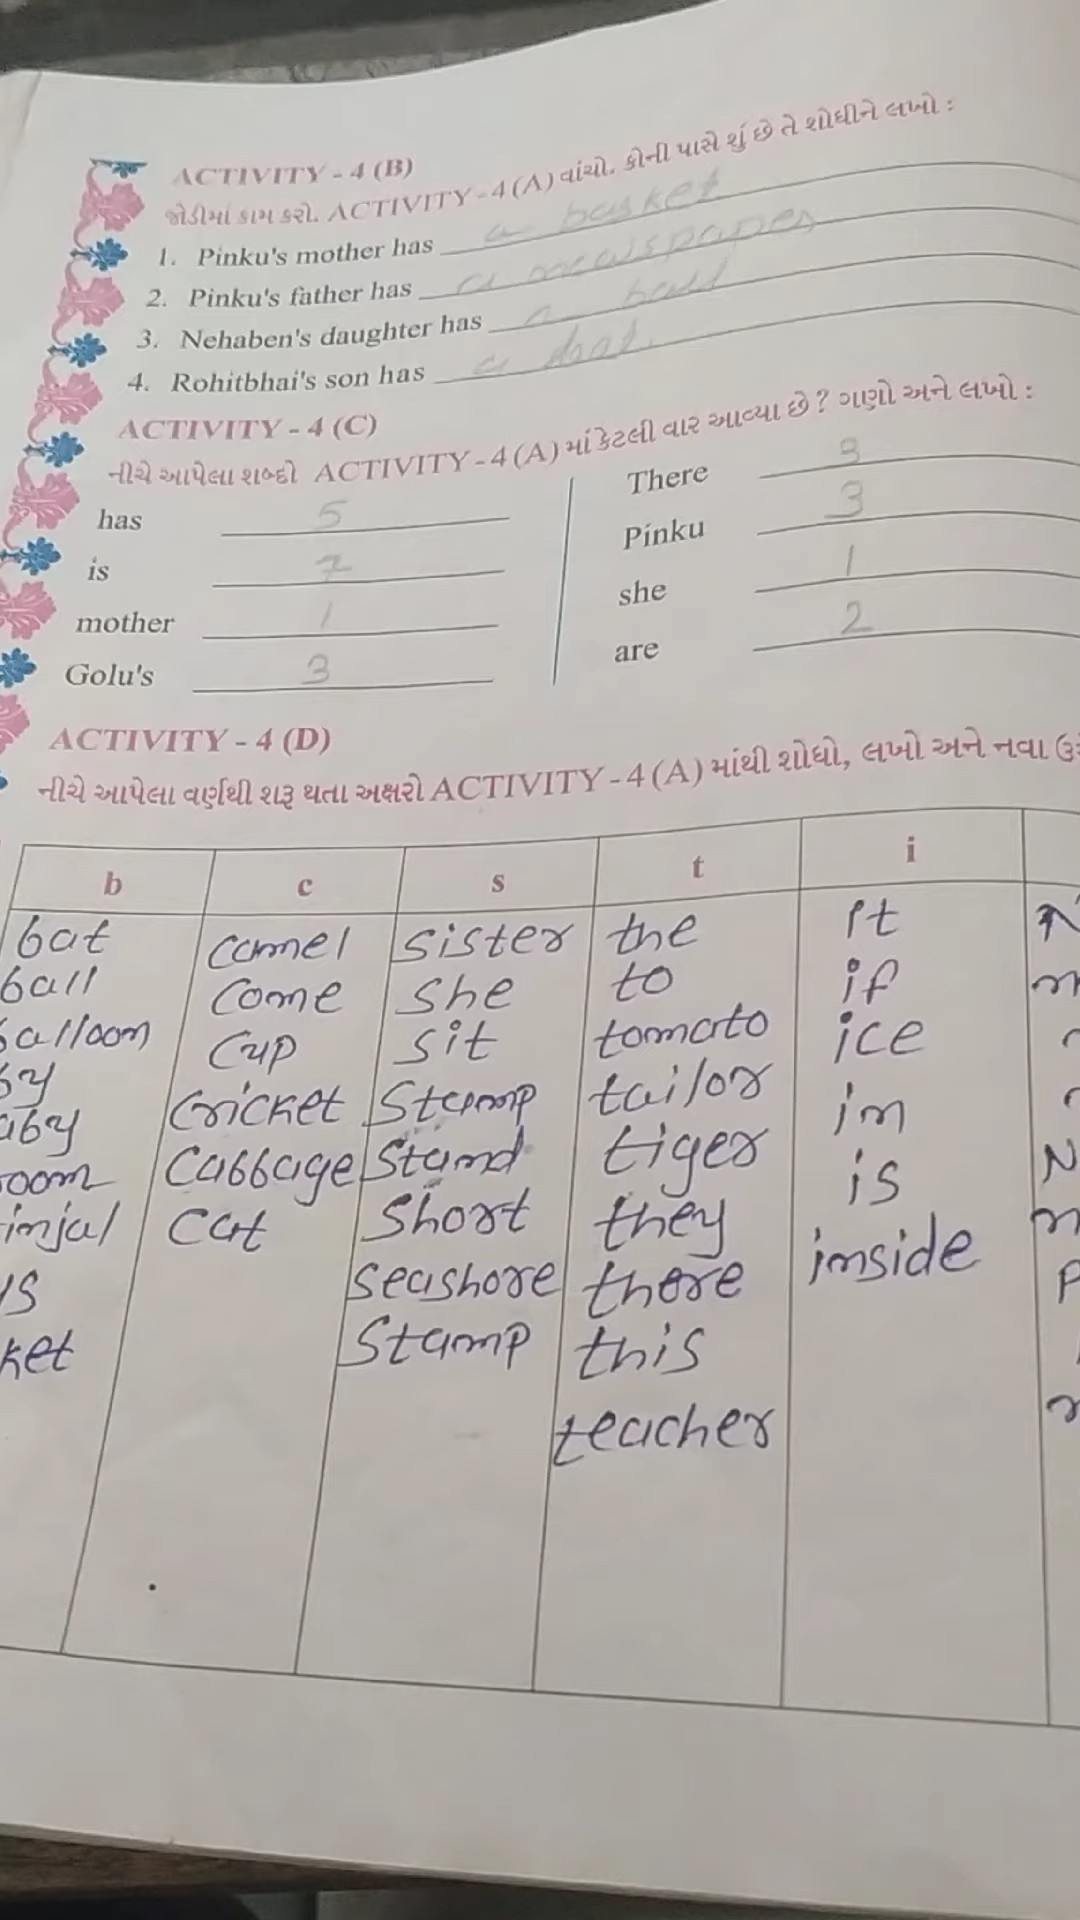 ACTIVITY - 4 (B)
જોડીમાં કામ કરો. ACTIVITY - 4 (A) વાંચો. કોની પાસે શું છે તે શોધીને લખો :
1. Pinku's mother has a basket
2. Pinku's father has a newspaper
3. Nehaben's daughter has a ball
4. Rohitbhai's son has a bat.
ACTIVITY - 4 (C)
નીચે આપેલા શબ્દો ACTIVITY - 4 (A) માં કેટલી વાર આવ્યા છે ? ગણો અને લખો :
has 5 There 3
is 7 Pinku 3
mother 1 she 1
Golu's 3 are 2
ACTIVITY - 4 (D)
નીચે આપેલા વર્ણથી શરૂ થતા અક્ષરો ACTIVITY - 4 (A) માંથી શોધો, લખો અને નવા
b c s t i
bat camel sister the It
ball come she to if
balloon cup sit tomato ice
by cricket Stamp tailor in
cabbage Stand tiger is
cat short they inside
seashore there
ket Stamp this
teacher